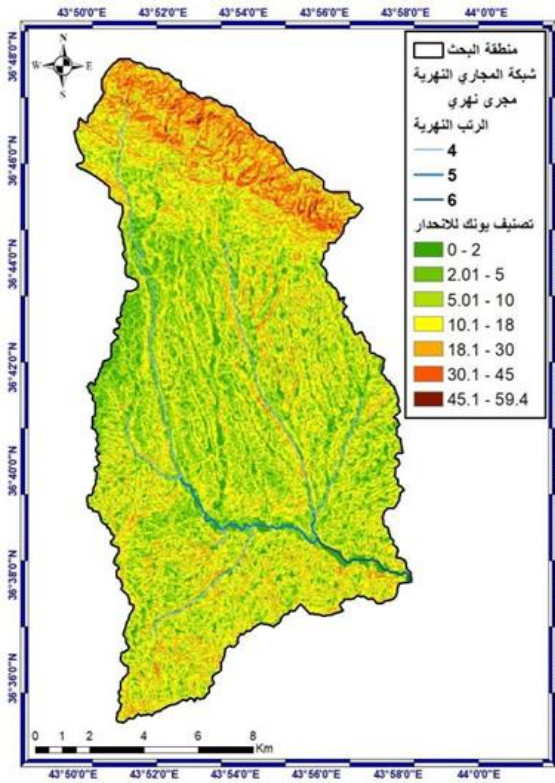 43°50'0"E 43°52'0"E 43°54'0"E 43°56'0"E 43°58'0"E 44°0'0"E
N
W E
S
منطقة البحث
شبكة المجاري النهرية
مجرى نهري
الرتب النهرية
4
5
6
تصنيف يونك للانحدار
0 - 2
2.01 - 5
5.01 - 10
10.1 - 18
18.1 - 30
30.1 - 45
45.1 - 59.4
36°48'0"N
36°46'0"N
36°44'0"N
36°42'0"N
36°40'0"N
36°38'0"N
36°36'0"N
0 1 2 4 6 8
Km
43°50'0"E 43°52'0"E 43°54'0"E 43°56'0"E 43°58'0"E 44°0'0"E